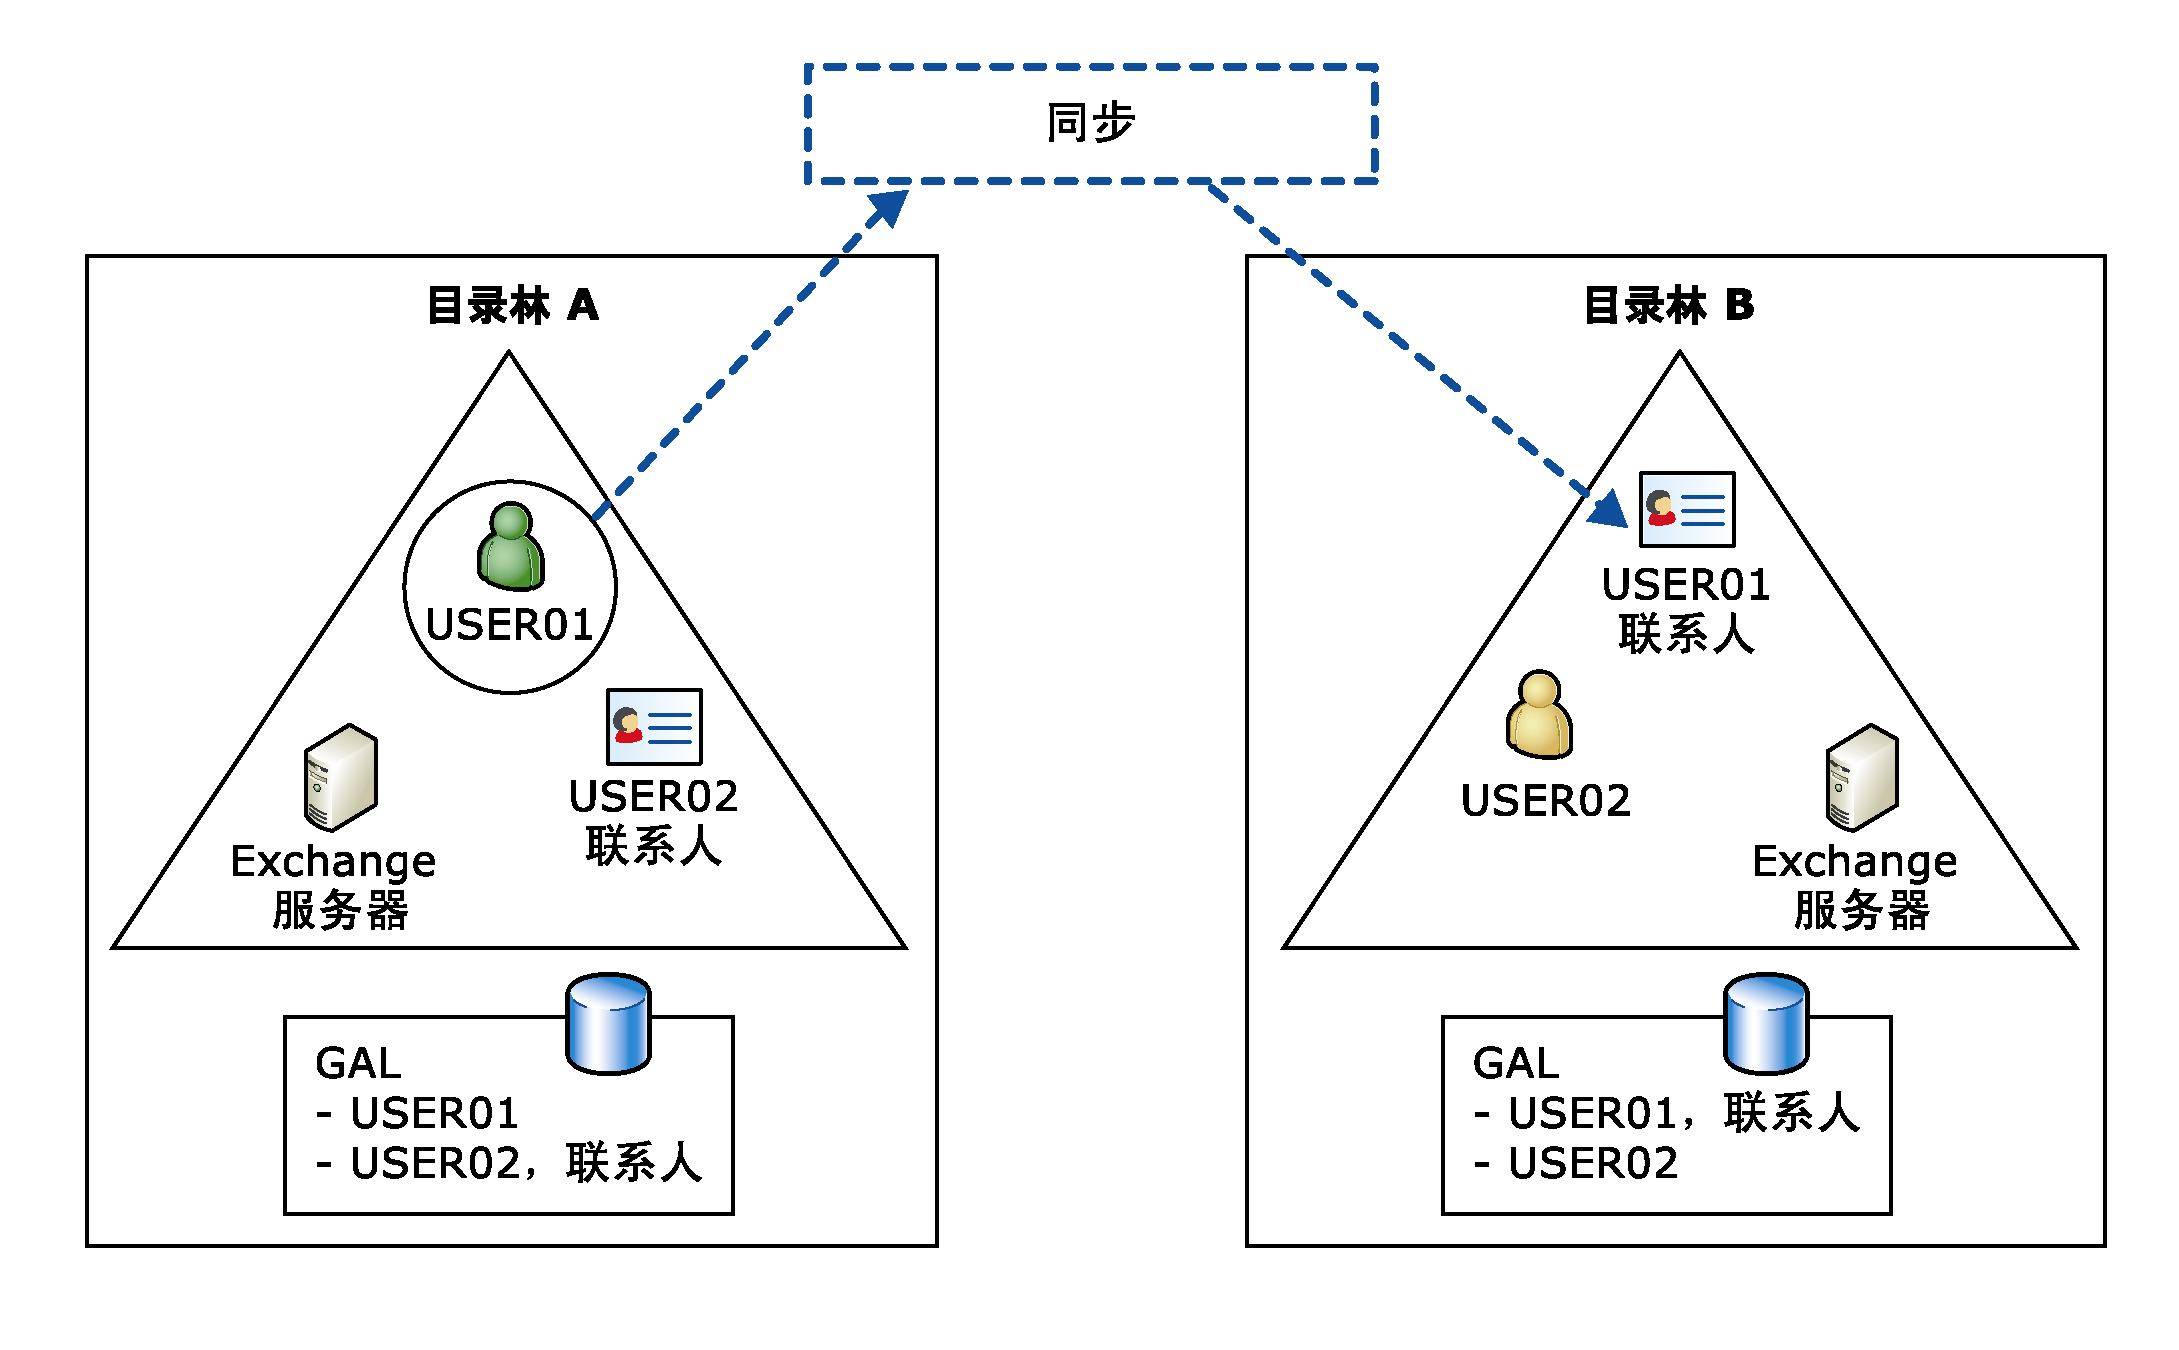 同步
目录林 A
USER01
USER02
联系人
Exchange
服务器
GAL
- USER01
- USER02，联系人
目录林 B
USER01
联系人
USER02
Exchange
服务器
GAL
- USER01，联系人
- USER02